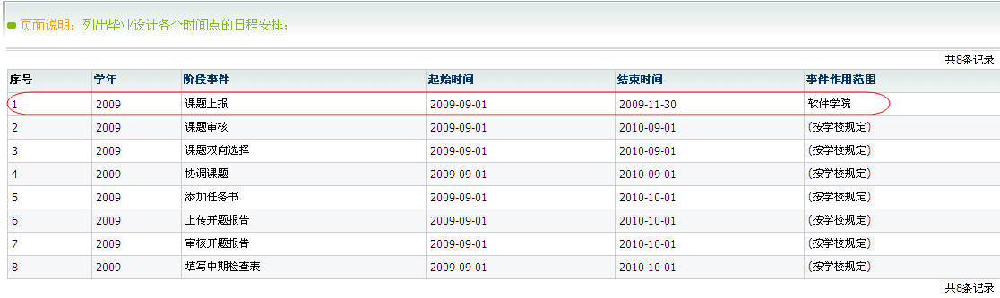 页面说明：列出毕业设计各个时间点的日程安排；
共8条记录
序号 学年 阶段事件 起始时间 结束时间 事件作用范围
1 2009 课题上报 2009-09-01 2009-11-30 软件学院
2 2009 课题审核 2009-09-01 2010-09-01 (按学校规定)
3 2009 课题双向选择 2009-09-01 2010-09-01 (按学校规定)
4 2009 协调课题 2009-09-01 2010-09-01 (按学校规定)
5 2009 添加任务书 2009-09-01 2010-10-01 (按学校规定)
6 2009 上传开题报告 2009-09-01 2010-10-01 (按学校规定)
7 2009 审核开题报告 2009-09-01 2010-10-01 (按学校规定)
8 2009 填写中期检查表 2009-09-01 2010-10-01 (按学校规定)
共8条记录